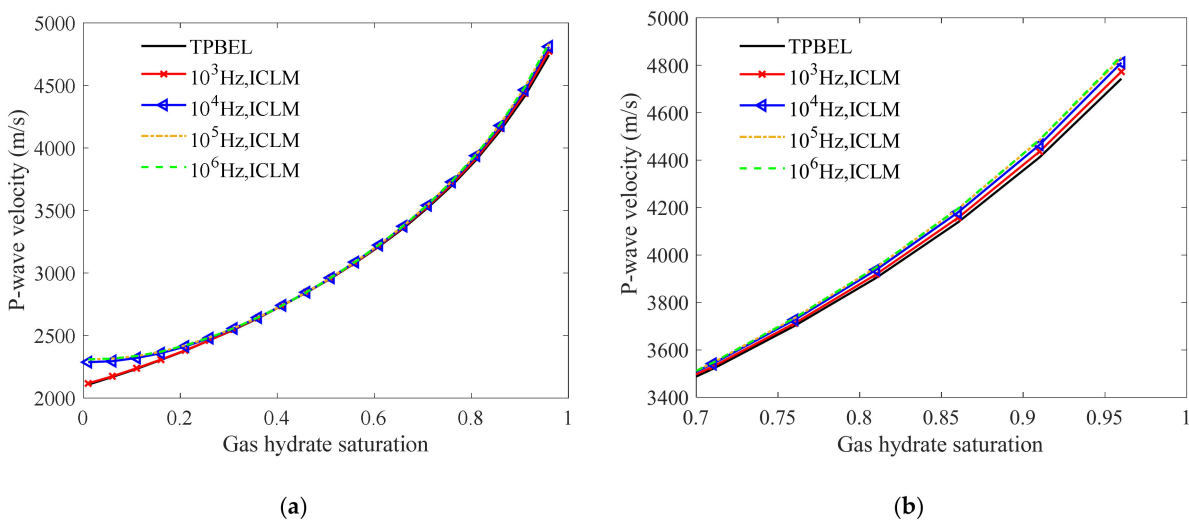 5000
4500
4000
3500
3000
2500
2000
P-wave velocity (m/s)
TPBEL
10³Hz,ICLM
10⁴Hz,ICLM
10⁵Hz,ICLM
10⁶Hz,ICLM
0 0.2 0.4 0.6 0.8 1
Gas hydrate saturation
(a)
5000
4800
4600
4400
4200
4000
3800
3600
3400
P-wave velocity (m/s)
TPBEL
10³Hz,ICLM
10⁴Hz,ICLM
10⁵Hz,ICLM
10⁶Hz,ICLM
0.7 0.75 0.8 0.85 0.9 0.95 1
Gas hydrate saturation
(b)